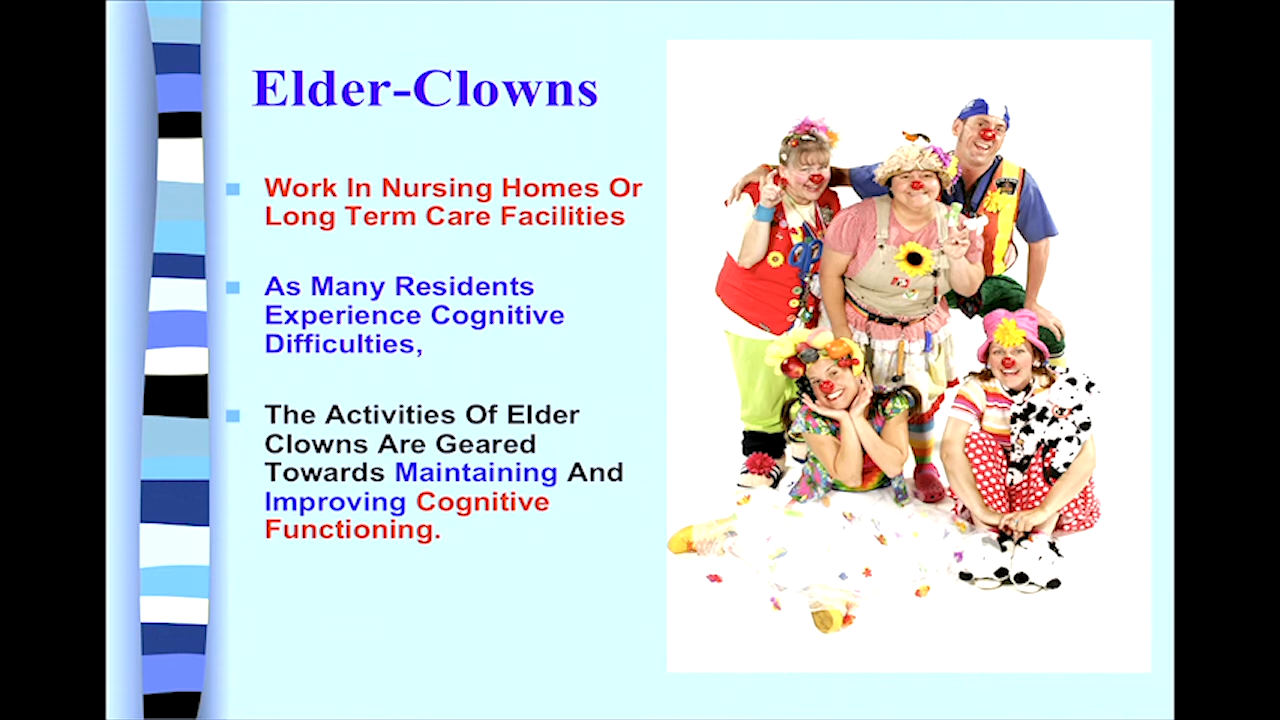 Elder-Clowns
Work In Nursing Homes Or
Long Term Care Facilities
As Many Residents
Experience Cognitive
Difficulties,
The Activities Of Elder
Clowns Are Geared
Towards Maintaining And
Improving Cognitive
Functioning.